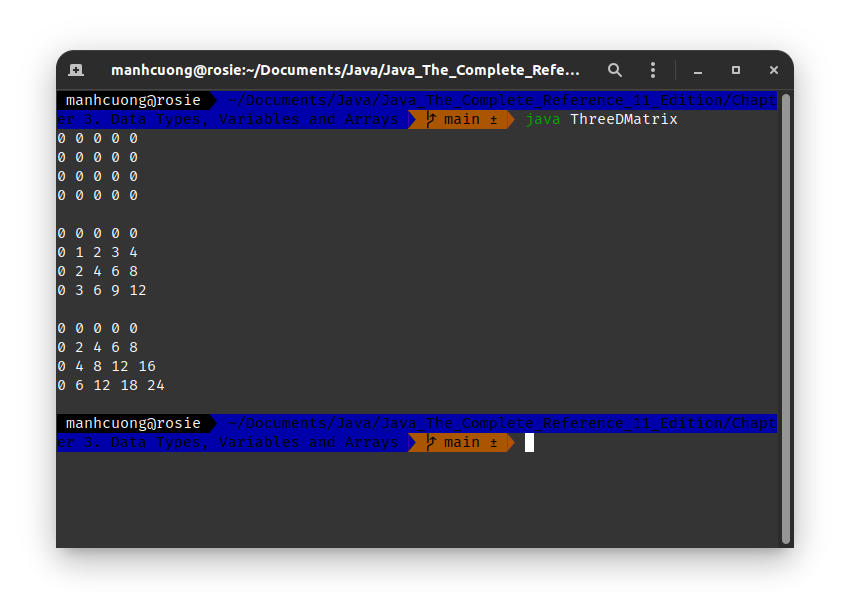 manhcuong@rosie:~/Documents/Java/Java_The_Complete_Refe...
manhcuong@rosie ~/Documents/Java/Java_The_Complete_Reference_11_Edition/Chapt
er 3. Data Types, Variables and Arrays main ± java ThreeDMatrix
0 0 0 0 0
0 0 0 0 0
0 0 0 0 0
0 0 0 0 0
0 0 0 0 0
0 1 2 3 4
0 2 4 6 8
0 3 6 9 12
0 0 0 0 0
0 2 4 6 8
0 4 8 12 16
0 6 12 18 24
manhcuong@rosie ~/Documents/Java/Java_The_Complete_Reference_11_Edition/Chapt
er 3. Data Types, Variables and Arrays main ±